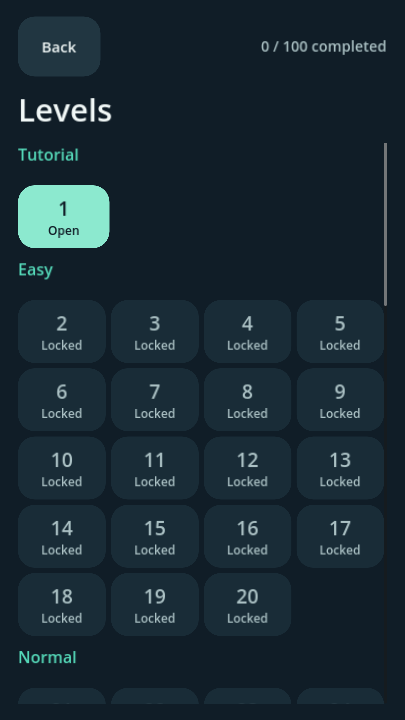 Back
0 / 100 completed
Levels
Tutorial
1
Open
Easy
2 3 4 5
Locked Locked Locked Locked
6 7 8 9
Locked Locked Locked Locked
10 11 12 13
Locked Locked Locked Locked
14 15 16 17
Locked Locked Locked Locked
18 19 20
Locked Locked Locked
Normal